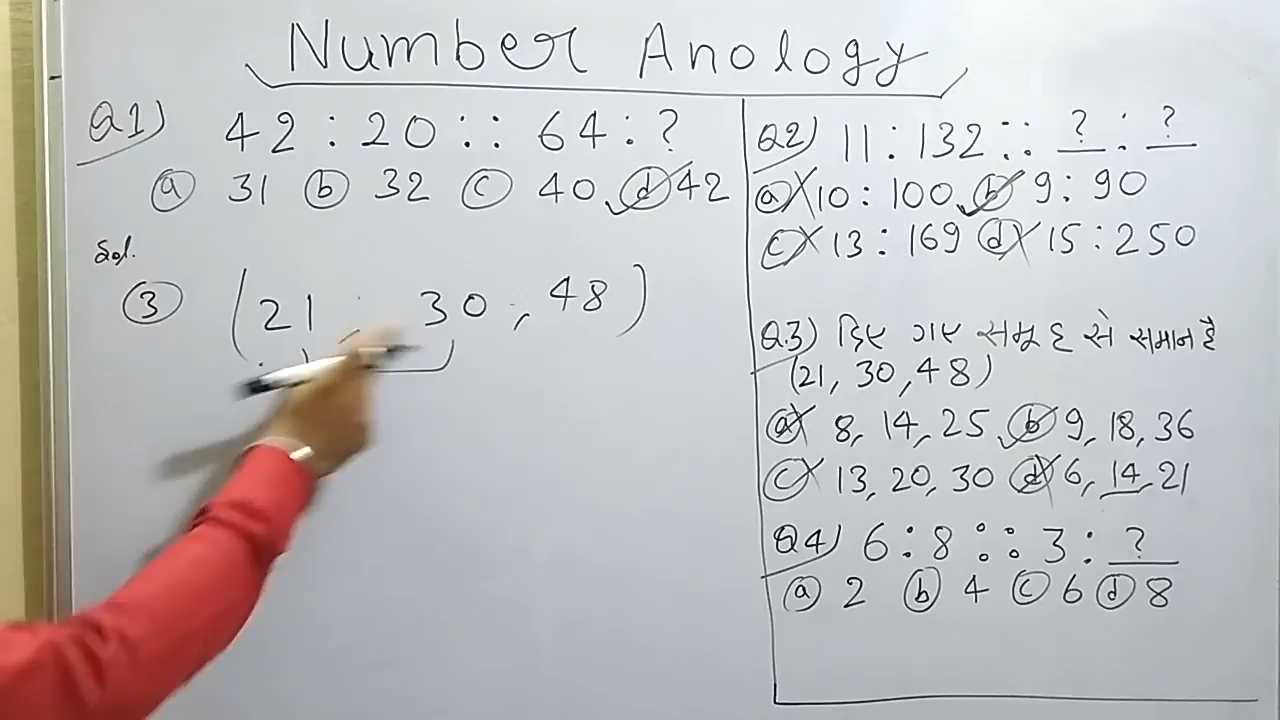 Number Anology
Q1) 42 : 20 :: 64 : ?
(a) 31 (b) 32 (c) 40 (d) 42
Sol.
(3) (21, 30, 48)
Q2) 11 : 132 :: ? : ?
(a) 10 : 100 (b) 9 : 90
(c) 13 : 169 (d) 15 : 250
Q.3) दिए गए समूह से समान है
(21, 30, 48)
(a) 8, 14, 25 (b) 9, 18, 36
(c) 13, 20, 30 (d) 6, 14, 21
Q4) 6 : 8 :: 3 : ?
(a) 2 (b) 4 (c) 6 (d) 8